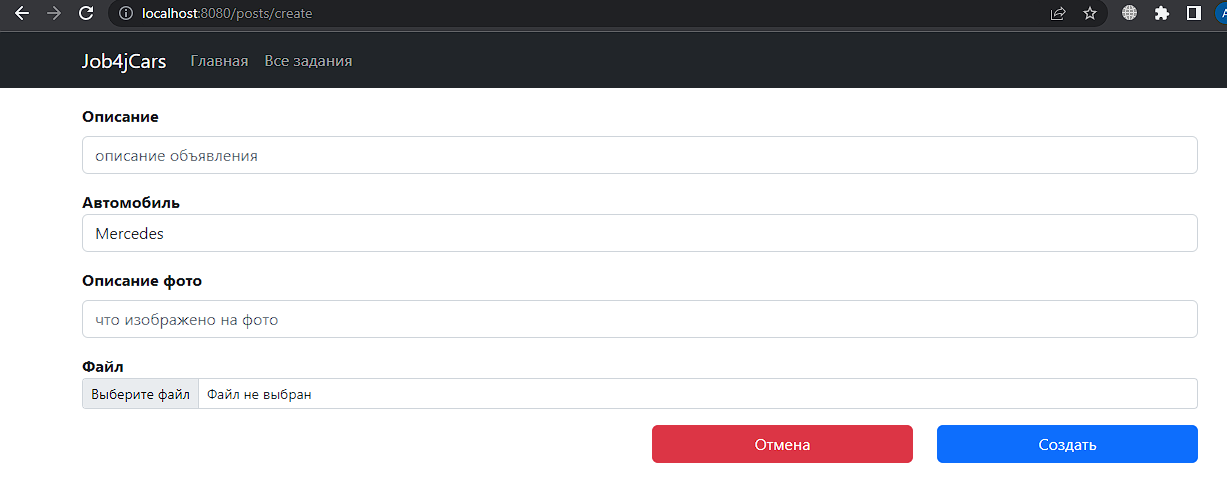 localhost:8080/posts/create
Job4jCars Главная Все задания
Описание
описание объявления
Автомобиль
Mercedes
Описание фото
что изображено на фото
Файл
Выберите файл Файл не выбран
Отмена Создать